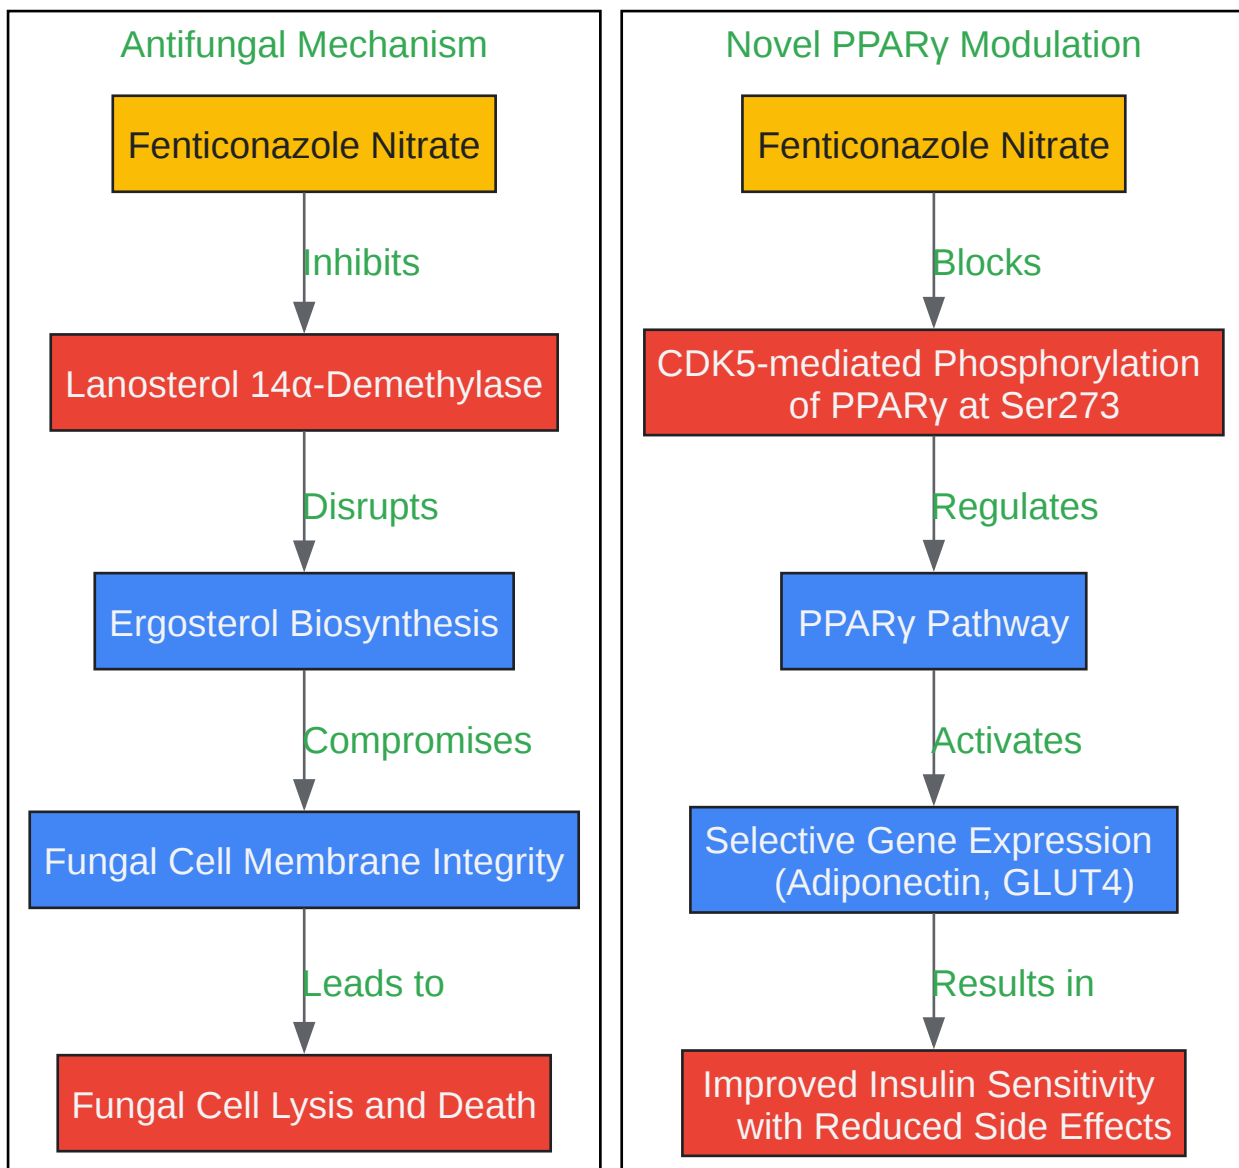 Antifungal Mechanism
Fenticonazole Nitrate
Inhibits
Lanosterol 14α-Demethylase
Disrupts
Ergosterol Biosynthesis
Compromises
Fungal Cell Membrane Integrity
Leads to
Fungal Cell Lysis and Death
Novel PPARγ Modulation
Fenticonazole Nitrate
Blocks
CDK5-mediated Phosphorylation
of PPARγ at Ser273
Regulates
PPARγ Pathway
Activates
Selective Gene Expression
(Adiponectin, GLUT4)
Results in
Improved Insulin Sensitivity
with Reduced Side Effects